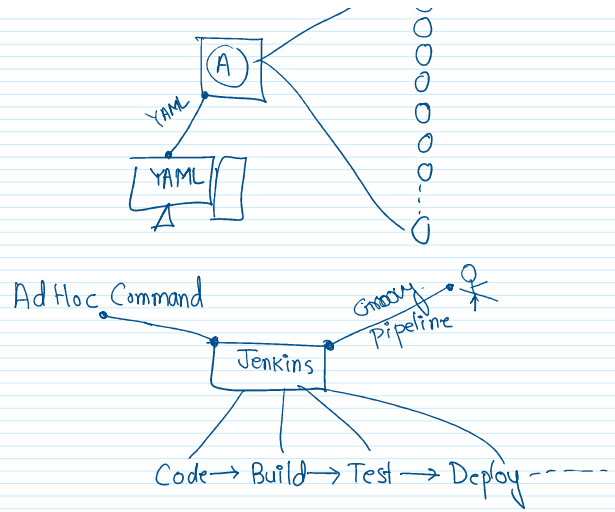 A
YAML
YAML
Ad Hoc Command
Groovy
pipeline
Jenkins
Code → Build → Test → Deploy ------